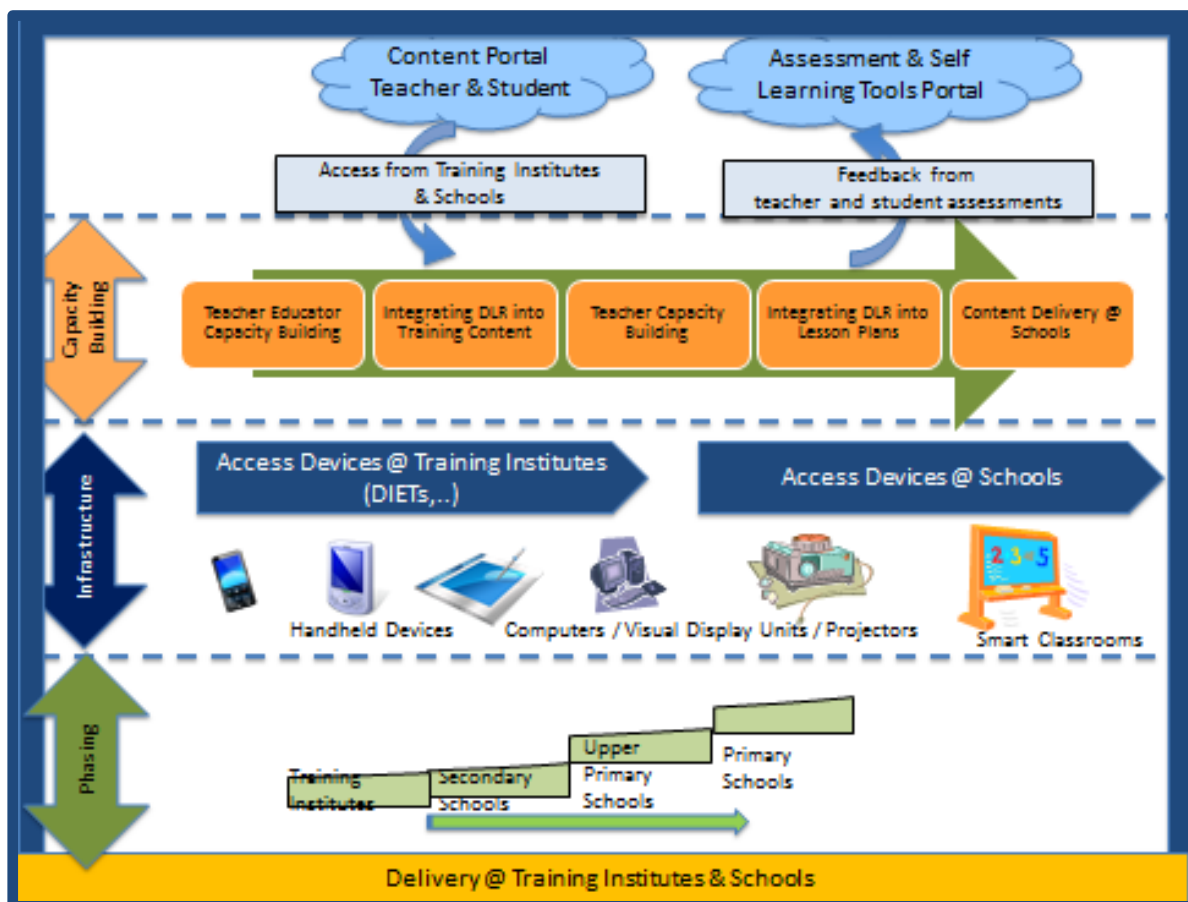 Content Portal
Teacher & Student
Assessment & Self
Learning Tools Portal
Access from Training Institutes
& Schools
Feedback from
teacher and student assessments
Capacity
Building
Teacher Educator
Capacity Building
Integrating DLR into
Training Content
Teacher Capacity
Building
Integrating DLR into
Lesson Plans
Content Delivery @
Schools
Infrastructure
Access Devices @ Training Institutes
(DIETs,..)
Access Devices @ Schools
2 3 = 5
Handheld Devices
Computers / Visual Display Units / Projectors
Smart Classrooms
Phasing
Training
Institutes
Secondary
Schools
Upper
Primary
Schools
Primary
Schools
Delivery @ Training Institutes & Schools